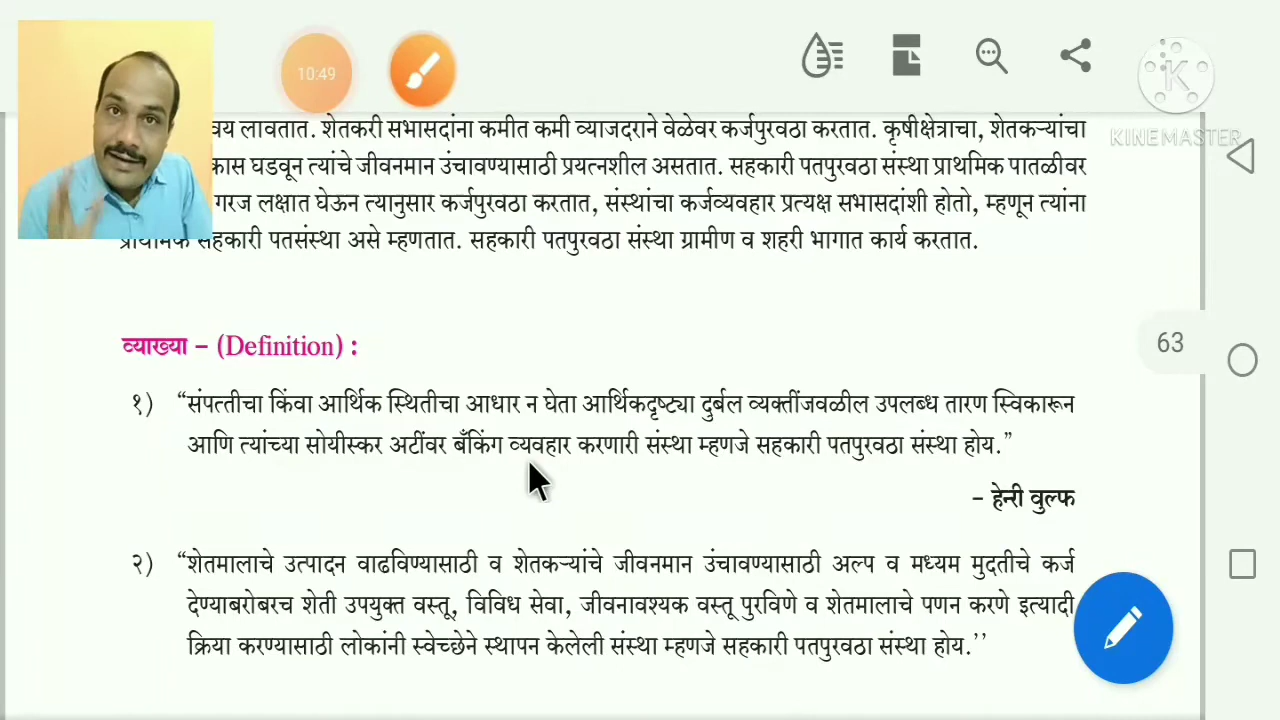 10:49
KINEMASTER
वय लावतात. शेतकरी सभासदांना कमीत कमी व्याजदराने वेळेवर कर्जपुरवठा करतात. कृषीक्षेत्राचा, शेतकऱ्यांचा
क्रास घडवून त्यांचे जीवनमान उंचावण्यासाठी प्रयत्नशील असतात. सहकारी पतपुरवठा संस्था प्राथमिक पातळीवर
गरज लक्षात घेऊन त्यानुसार कर्जपुरवठा करतात, संस्थांचा कर्जव्यवहार प्रत्यक्ष सभासदांशी होतो, म्हणून त्यांना
प्राथमिक सहकारी पतसंस्था असे म्हणतात. सहकारी पतपुरवठा संस्था ग्रामीण व शहरी भागात कार्य करतात.
व्याख्या – (Definition) :
63
१) “संपत्तीचा किंवा आर्थिक स्थितीचा आधार न घेता आर्थिकदृष्ट्या दुर्बल व्यक्तींजवळील उपलब्ध तारण स्विकारून
आणि त्यांच्या सोयीस्कर अटींवर बँकिंग व्यवहार करणारी संस्था म्हणजे सहकारी पतपुरवठा संस्था होय.”
– हेन्री वुल्फ
२) “शेतमालाचे उत्पादन वाढविण्यासाठी व शेतकऱ्यांचे जीवनमान उंचावण्यासाठी अल्प व मध्यम मुदतीचे कर्ज
देण्याबरोबरच शेती उपयुक्त वस्तू, विविध सेवा, जीवनावश्यक वस्तू पुरविणे व शेतमालाचे पणन करणे इत्यादी
क्रिया करण्यासाठी लोकांनी स्वेच्छेने स्थापन केलेली संस्था म्हणजे सहकारी पतपुरवठा संस्था होय.’’